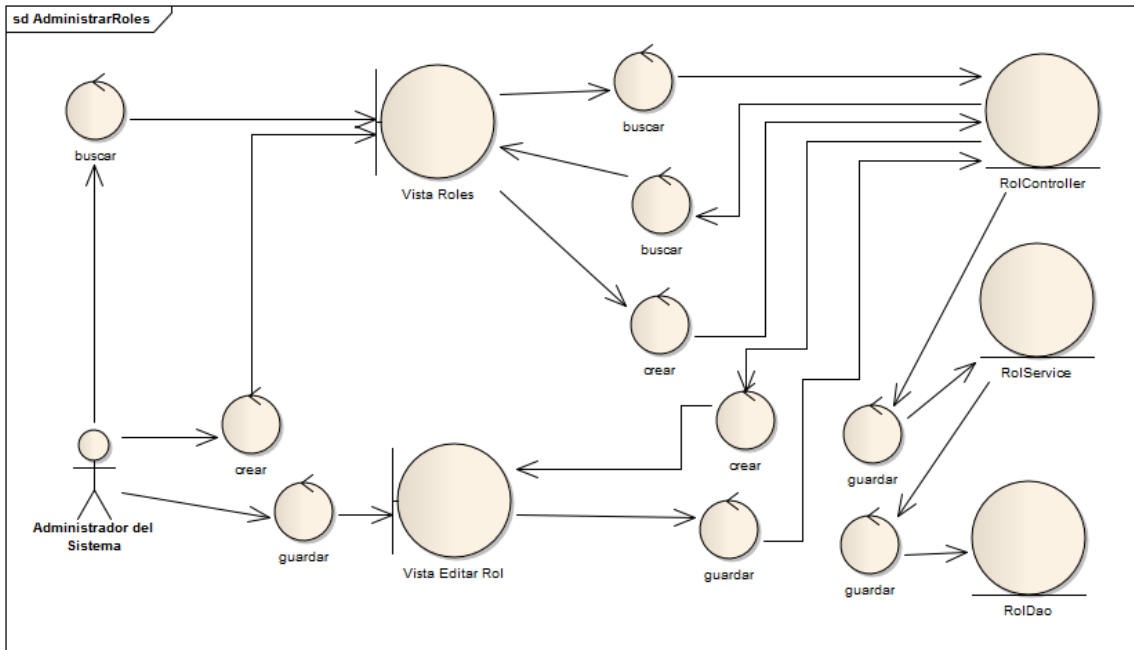 sd AdministrarRoles
buscar
Vista Roles
buscar
RolController
buscar
crear
RolService
crear
crear
guardar
Administrador del
Sistema
guardar
Vista Editar Rol
guardar
guardar
RolDao